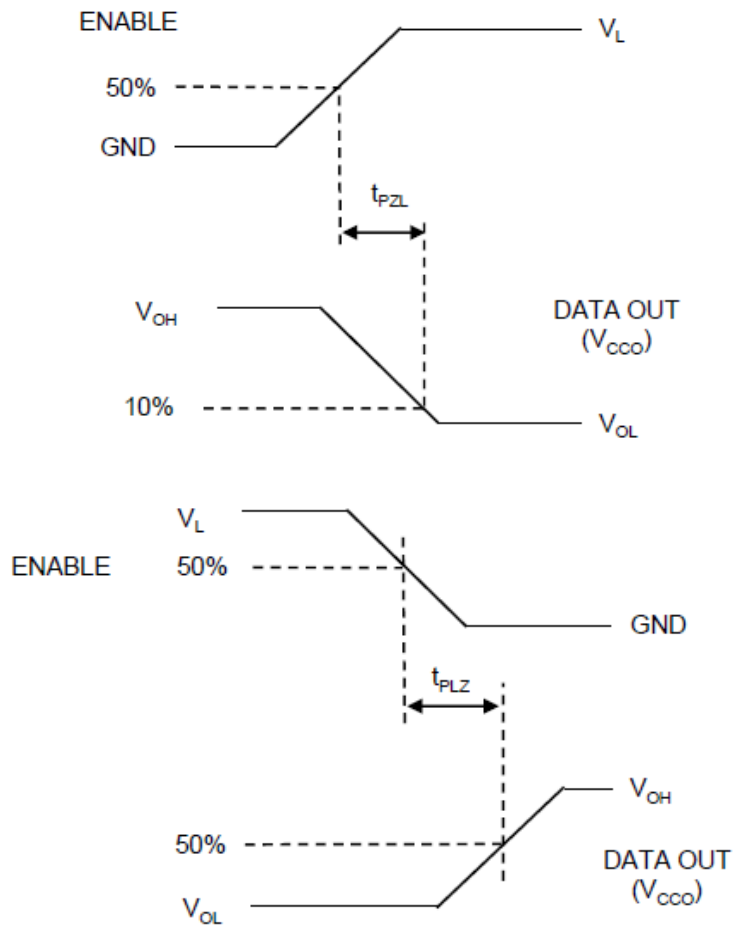 ENABLE
V_L
50%
GND
t_PZL
V_OH
DATA OUT
(V_CCO)
10%
V_OL
V_L
ENABLE
50%
GND
t_PLZ
V_OH
50%
DATA OUT
(V_CCO)
V_OL